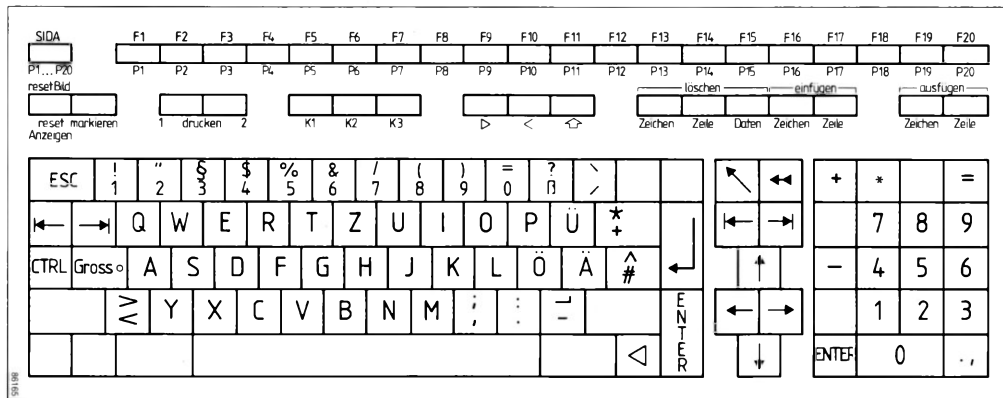 SIDA F1 F2 F3 F4 F5 F6 F7 F8 F9 F10 F11 F12 F13 F14 F15 F16 F17 F18 F19 F20
P1...P20 P1 P2 P3 P4 P5 P6 P7 P8 P9 P10 P11 P12 P13 P14 P15 P16 P17 P18 P19 P20
reset Bild löschen einfügen ausfügen
reset markieren 1 drucken 2 K1 K2 K3 ▷ < ⇧ Zeichen Zeile Daten Zeichen Zeile Zeichen Zeile
Anzeigen
! " § $ % & / ( ) = ? \
ESC 1 2 3 4 5 6 7 8 9 0 ß / + * =
Q W E R T Z U I O P Ü * + 7 8 9
CTRL Gross A S D F G H J K L Ö Ä ^ # - 4 5 6
> < Y X C V B N M ; , : . - 1 2 3
ENTER ENTER 0 . ,
86165